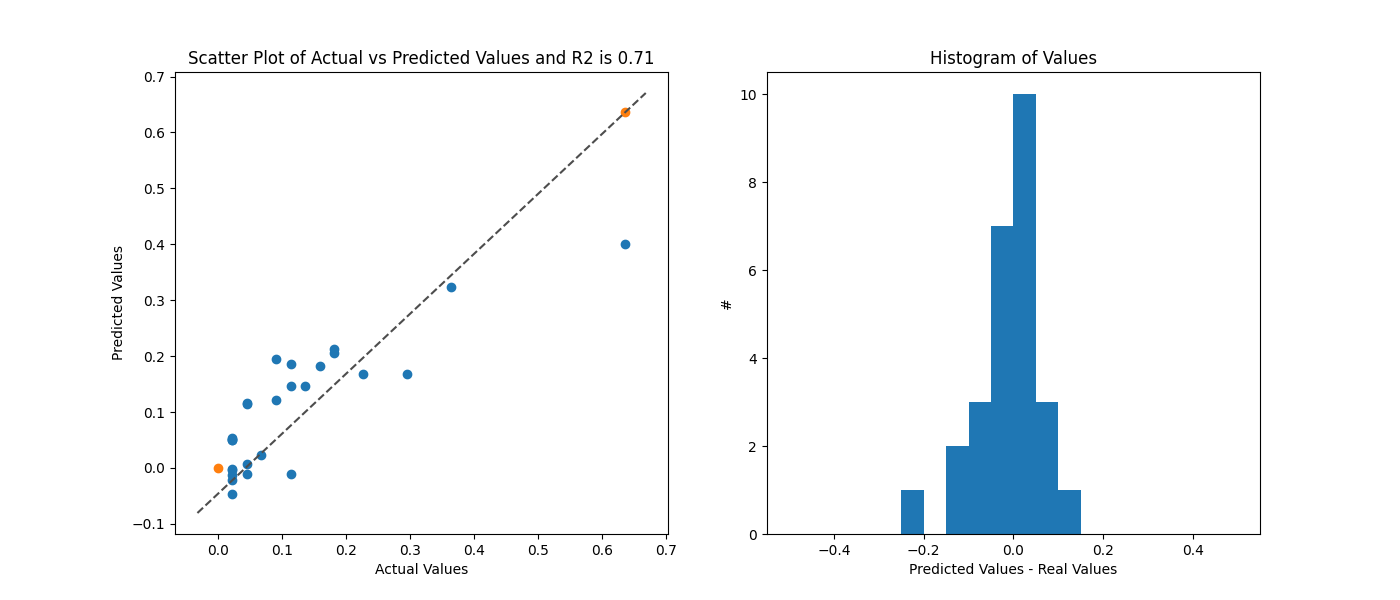 Scatter Plot of Actual vs Predicted Values and R2 is 0.71
0.7
0.6
0.5
0.4
0.3
0.2
0.1
0.0
−0.1
Predicted Values
0.0 0.1 0.2 0.3 0.4 0.5 0.6 0.7
Actual Values
Histogram of Values
10
8
6
4
2
0
#
−0.4 −0.2 0.0 0.2 0.4
Predicted Values - Real Values